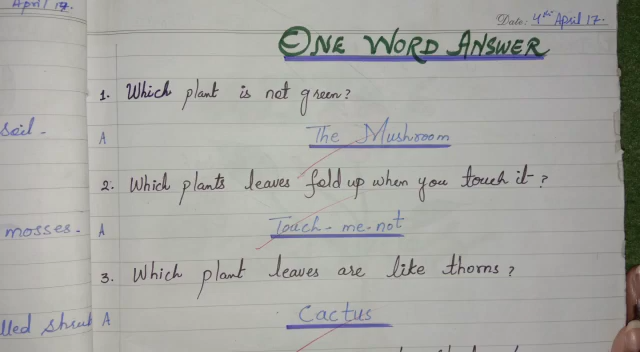 April 17.
Date: 4th April 17.
ONE WORD ANSWER
1. Which plant is not green?
soil.
A The Mushroom
2. Which plants leaves fold up when you touch it?
mosses. A Touch-me-not
3. Which plant leaves are like thorns?
A Cactus